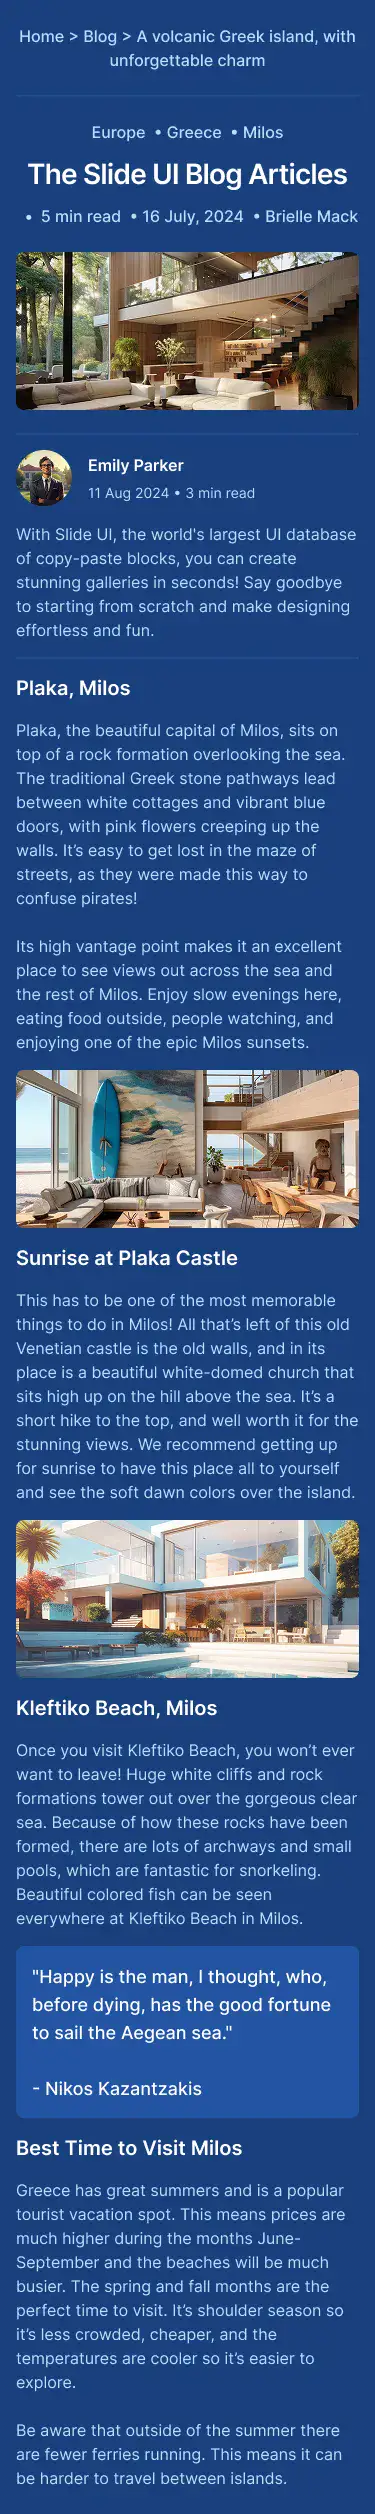 Home > Blog > A volcanic Greek island, with
unforgettable charm
Europe • Greece • Milos
The Slide UI Blog Articles
• 5 min read • 16 July, 2024 • Brielle Mack
Emily Parker
11 Aug 2024 • 3 min read
With Slide UI, the world's largest UI database
of copy-paste blocks, you can create
stunning galleries in seconds! Say goodbye
to starting from scratch and make designing
effortless and fun.
Plaka, Milos
Plaka, the beautiful capital of Milos, sits on
top of a rock formation overlooking the sea.
The traditional Greek stone pathways lead
between white cottages and vibrant blue
doors, with pink flowers creeping up the
walls. It’s easy to get lost in the maze of
streets, as they were made this way to
confuse pirates!
Its high vantage point makes it an excellent
place to see views out across the sea and
the rest of Milos. Enjoy slow evenings here,
eating food outside, people watching, and
enjoying one of the epic Milos sunsets.
Sunrise at Plaka Castle
This has to be one of the most memorable
things to do in Milos! All that’s left of this old
Venetian castle is the old walls, and in its
place is a beautiful white-domed church that
sits high up on the hill above the sea. It’s a
short hike to the top, and well worth it for the
stunning views. We recommend getting up
for sunrise to have this place all to yourself
and see the soft dawn colors over the island.
Kleftiko Beach, Milos
Once you visit Kleftiko Beach, you won’t ever
want to leave! Huge white cliffs and rock
formations tower out over the gorgeous clear
sea. Because of how these rocks have been
formed, there are lots of archways and small
pools, which are fantastic for snorkeling.
Beautiful colored fish can be seen
everywhere at Kleftiko Beach in Milos.
"Happy is the man, I thought, who,
before dying, has the good fortune
to sail the Aegean sea."
- Nikos Kazantzakis
Best Time to Visit Milos
Greece has great summers and is a popular
tourist vacation spot. This means prices are
much higher during the months June-
September and the beaches will be much
busier. The spring and fall months are the
perfect time to visit. It’s shoulder season so
it’s less crowded, cheaper, and the
temperatures are cooler so it’s easier to
explore.
Be aware that outside of the summer there
are fewer ferries running. This means it can
be harder to travel between islands.